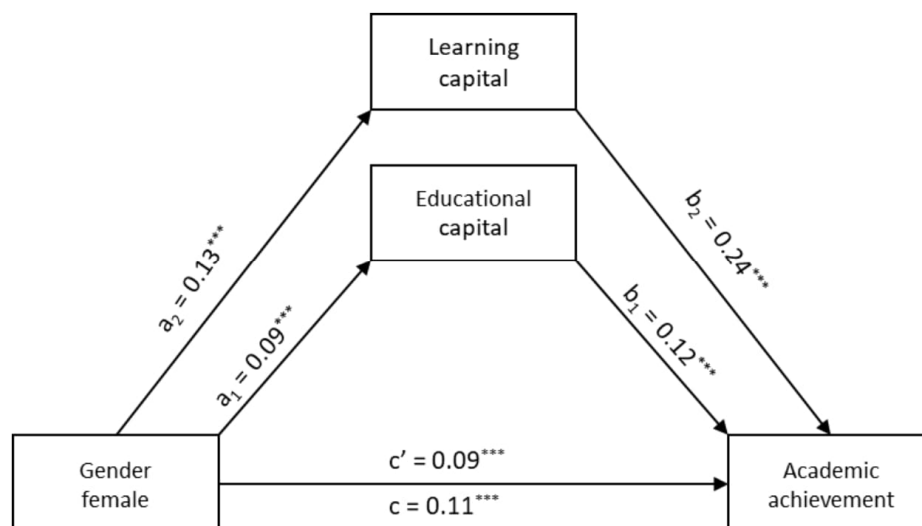 Learning
capital
Educational
capital
a₂ = 0.13***
a₁ = 0.09***
b₂ = 0.24***
b₁ = 0.12***
Gender
female
c’ = 0.09***
c = 0.11***
Academic
achievement